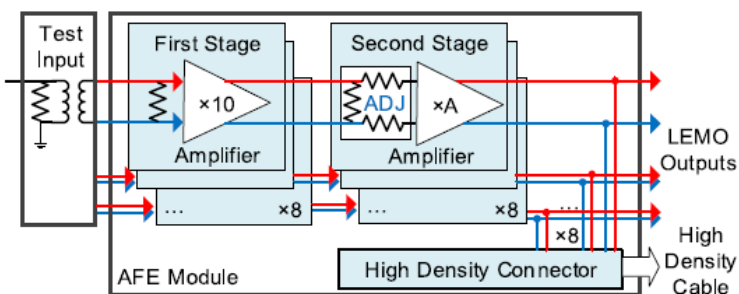 Test
Input
First Stage
×10
Amplifier
... ×8
Second Stage
ADJ
×A
Amplifier
... ×8
...
×8
LEMO
Outputs
High Density Connector
AFE Module
High
Density
Cable